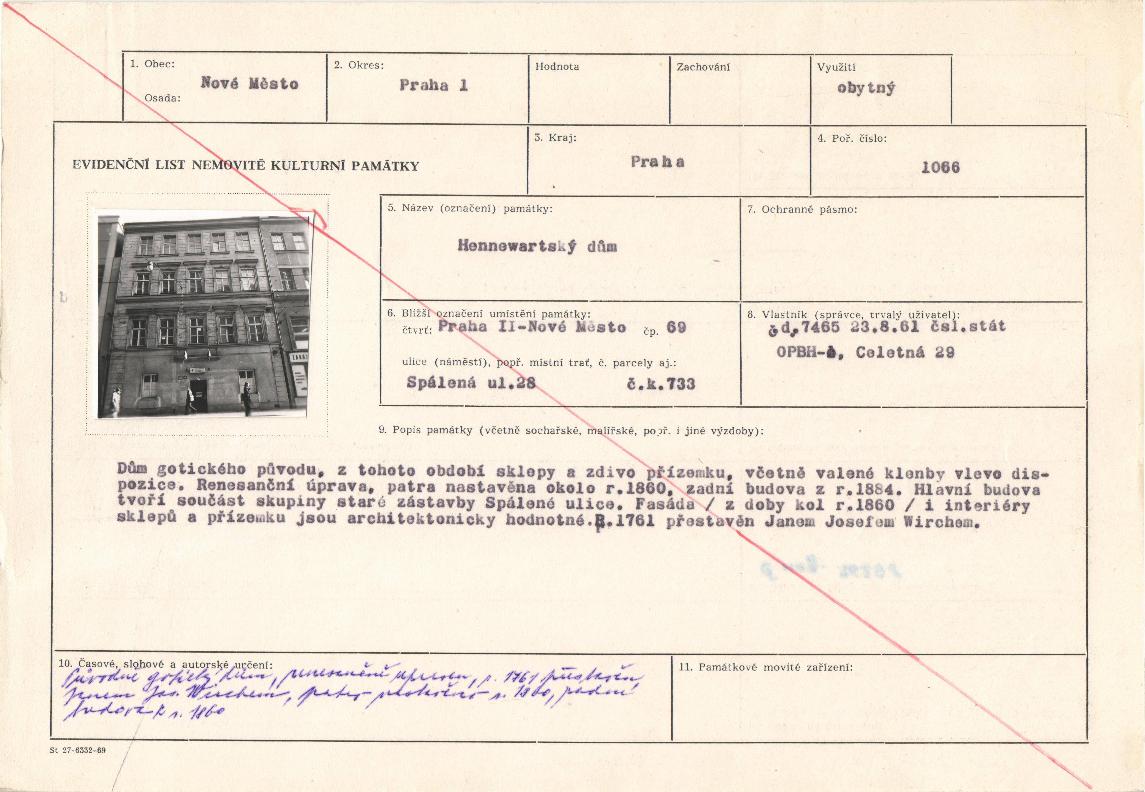 1. Obec:
Nové Město
Osada:
2. Okres:
Praha 1
Hodnota
Zachování
Využití
obytný
EVIDENČNÍ LIST NEMOVITÉ KULTURNÍ PAMÁTKY
3. Kraj:
Praha
4. Poř. číslo:
1066
5. Název (označení) památky:
Hennewartský dům
7. Ochranné pásmo:
6. Bližší označení umístění památky:
čtvrť: Praha II-Nové Město čp. 69
ulice (náměstí), popř. místní trať, č. parcely aj.:
Spálená ul.28 č.k.733
8. Vlastník (správce, trvalý uživatel):
čd,7465 23.8.61 čsl.stát
OPBH-1, Celetná 29
9. Popis památky (včetně sochařské, malířské, popř. i jiné výzdoby):
Dům gotického původu, z tohoto období sklepy a zdivo přízemku, včetně valené klenby vlevo dis-
pozice. Renesanční úprava, patra nastavěna okolo r.1860, zadní budova z r.1884. Hlavní budova
tvoří součást skupiny staré zástavby Spálené ulice. Fasáda / z doby kol r.1860 / i interiéry
sklepů a přízemku jsou architektonicky hodnotné.R.1761 přestavěn Janem Josefem Wirchem.
10. Časové, slohové a autorské určení:
Původně gotický dům, renesančně upraven, r. 1761 přestavěn
Janem Jos. Wirchem, patro nastavěno r. 1860, zadní
budova z r. 1860
11. Památkové movité zařízení:
St 27-6332-69